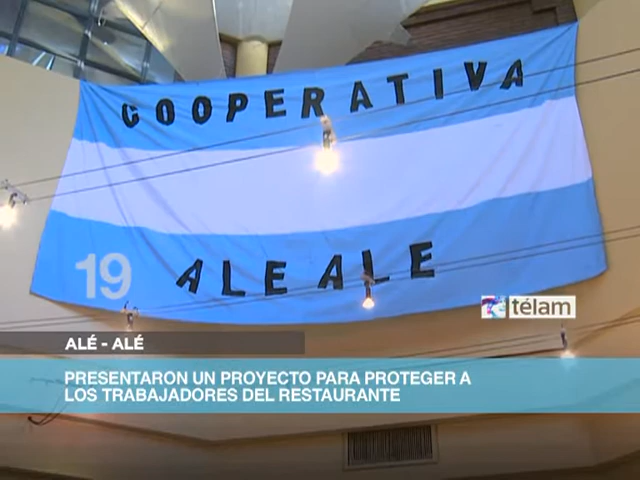 COOPERATIVA
19
ALE ALE
télam
ALÉ - ALÉ
PRESENTARON UN PROYECTO PARA PROTEGER A
LOS TRABAJADORES DEL RESTAURANTE